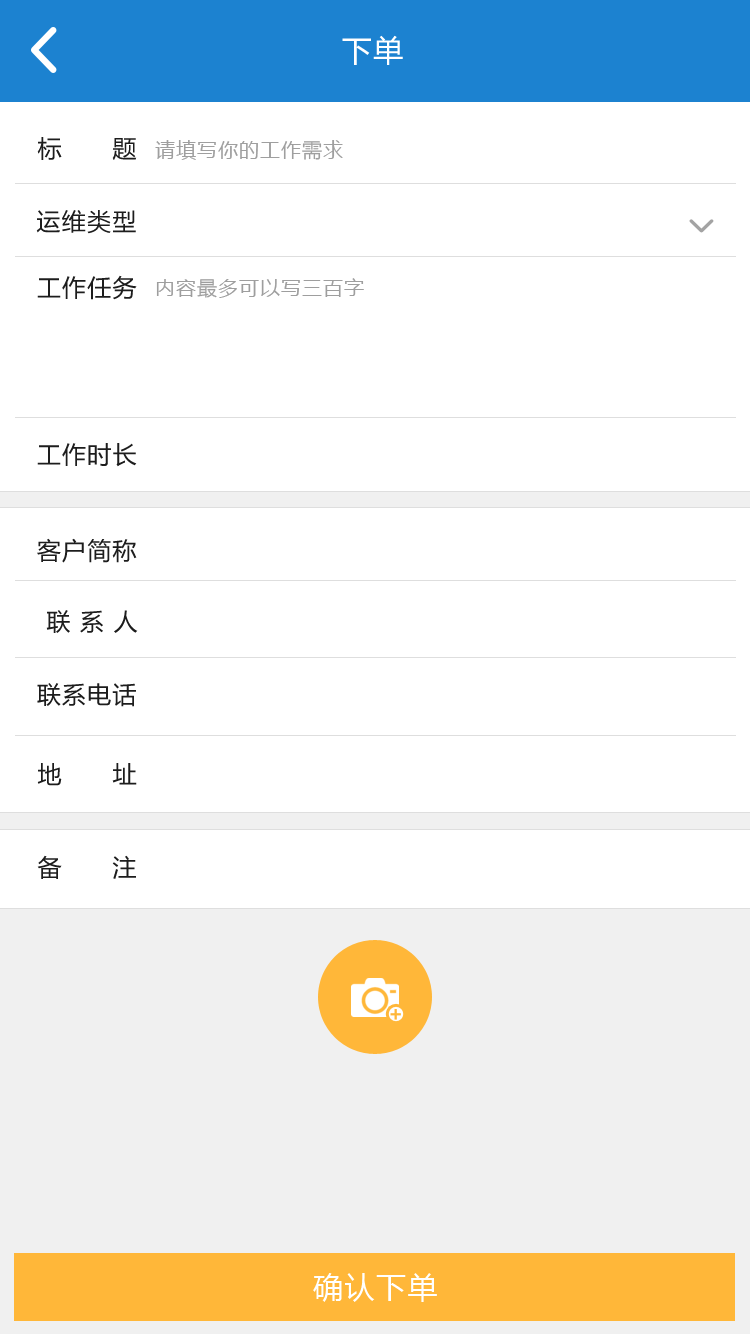 下单
标 题 请填写你的工作需求
运维类型
工作任务 内容最多可以写三百字
工作时长
客户简称
联 系 人
联系电话
地 址
备 注
确认下单